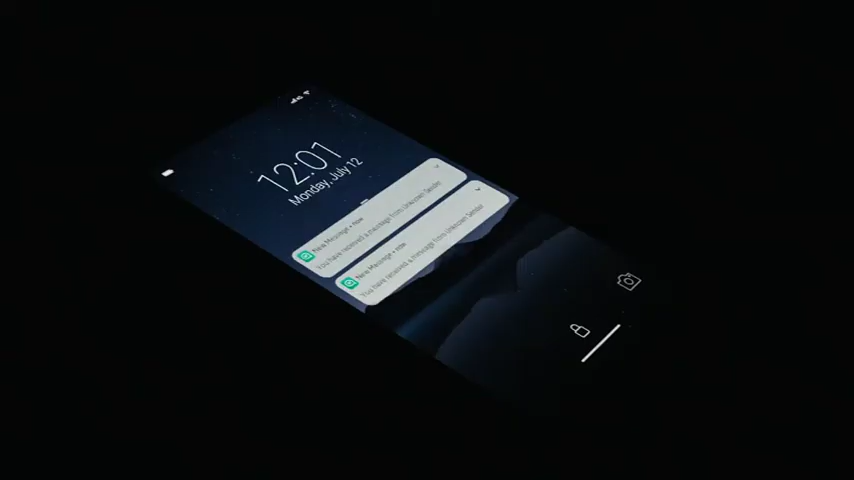 12:01
Monday, July 12
New Message • now
You have received a message from Unknown Sender
New Message • now
You have received a message from Unknown Sender